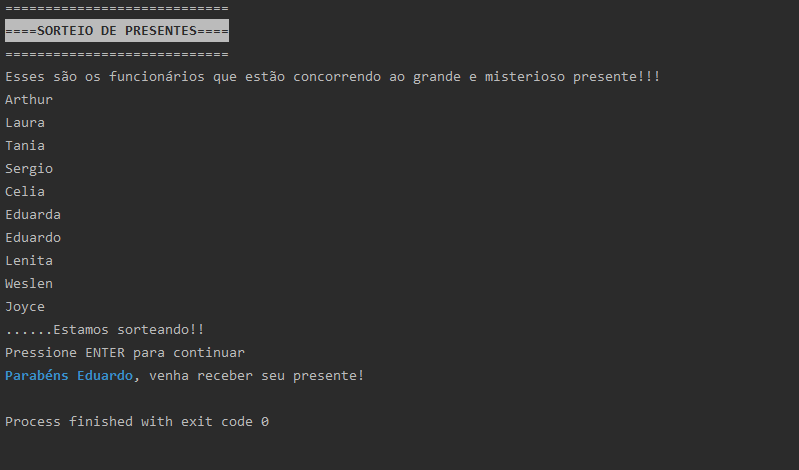 ============================
====SORTEIO DE PRESENTES====
============================
Esses são os funcionários que estão concorrendo ao grande e misterioso presente!!!
Arthur
Laura
Tania
Sergio
Celia
Eduarda
Eduardo
Lenita
Weslen
Joyce
......Estamos sorteando!!
Pressione ENTER para continuar
Parabéns Eduardo, venha receber seu presente!
Process finished with exit code 0